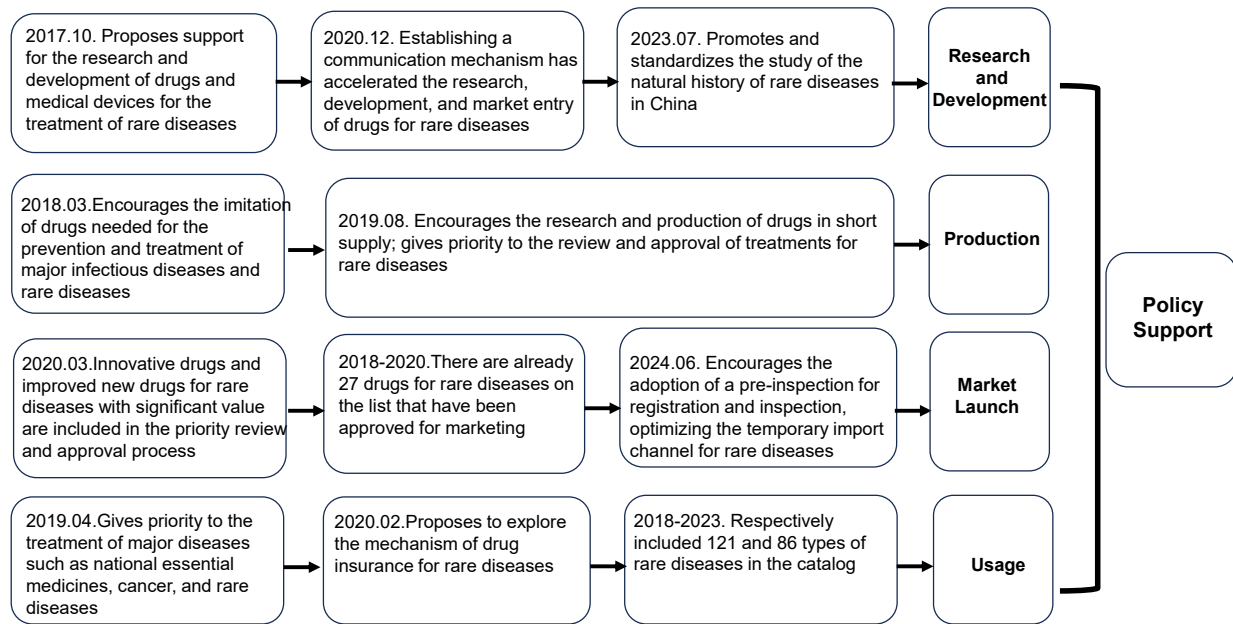 2017.10. Proposes support
for the research and
development of drugs and
medical devices for the
treatment of rare diseases
2020.12. Establishing a
communication mechanism has
accelerated the research,
development, and market entry
of drugs for rare diseases
2023.07. Promotes and
standardizes the study of the
natural history of rare diseases
in China
Research
and
Development
2018.03.Encourages the imitation
of drugs needed for the
prevention and treatment of
major infectious diseases and
rare diseases
2019.08. Encourages the research and production of drugs in short
supply; gives priority to the review and approval of treatments for
rare diseases
Production
2020.03.Innovative drugs and
improved new drugs for rare
diseases with significant value
are included in the priority review
and approval process
2018-2020.There are already
27 drugs for rare diseases on
the list that have been
approved for marketing
2024.06. Encourages the
adoption of a pre-inspection for
registration and inspection,
optimizing the temporary import
channel for rare diseases
Market
Launch
2019.04.Gives priority to the
treatment of major diseases
such as national essential
medicines, cancer, and rare
diseases
2020.02.Proposes to explore
the mechanism of drug
insurance for rare diseases
2018-2023. Respectively
included 121 and 86 types of
rare diseases in the catalog
Usage
Policy
Support